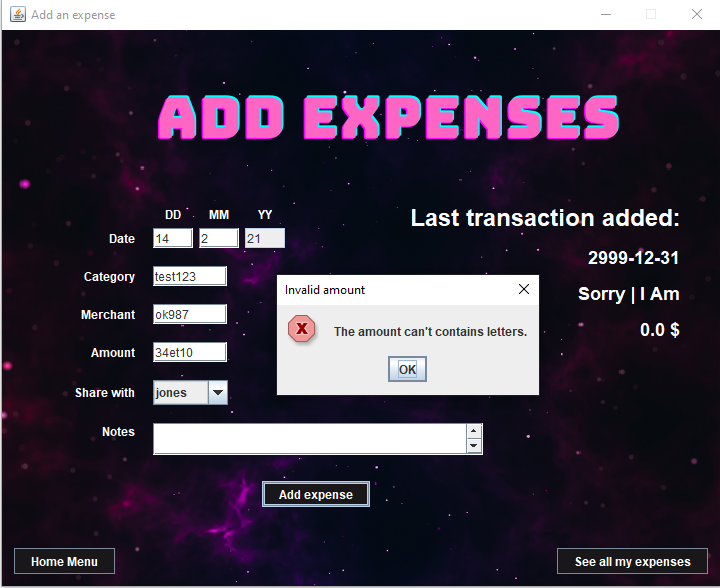 Add an expense
ADD EXPENSES
DD MM YY
Date 14 2 21
Category test123
Merchant ok987
Amount 34et10
Share with jones
Notes
Add expense
Last transaction added:
2999-12-31
Sorry | I Am
0.0 $
Invalid amount
The amount can't contains letters.
OK
Home Menu
See all my expenses